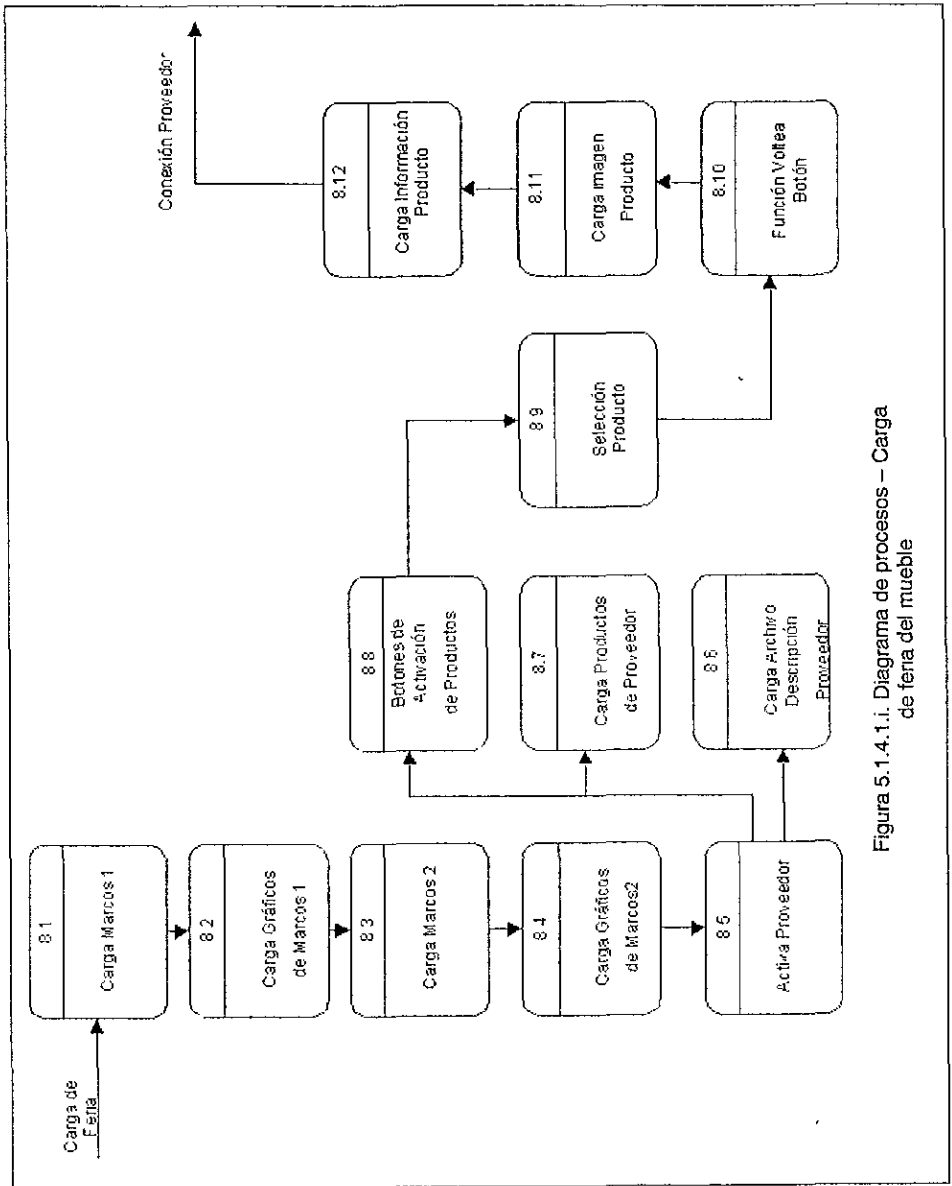 Carga de
Feria
8 1
Carga Marcos 1
8 2
Carga Gráficos
de Marcos 1
8 3
Carga Marcos 2
8 4
Carga Gráficos
de Marcos2
8 5
Activa Proveedor
8 8
Botones de
Activación
de Productos
8.7
Carga Productos
de Proveedor
8 6
Carga Archivo
Descripción
Proveedor
8 9
Selección
Producto
8.10
Función Voltea
Botón
8.11
Carga Imagen
Producto
8.12
Carga Información
Producto
Conexión Proveedor
Figura 5.1.4.1.i. Diagrama de procesos – Carga
de feria del mueble